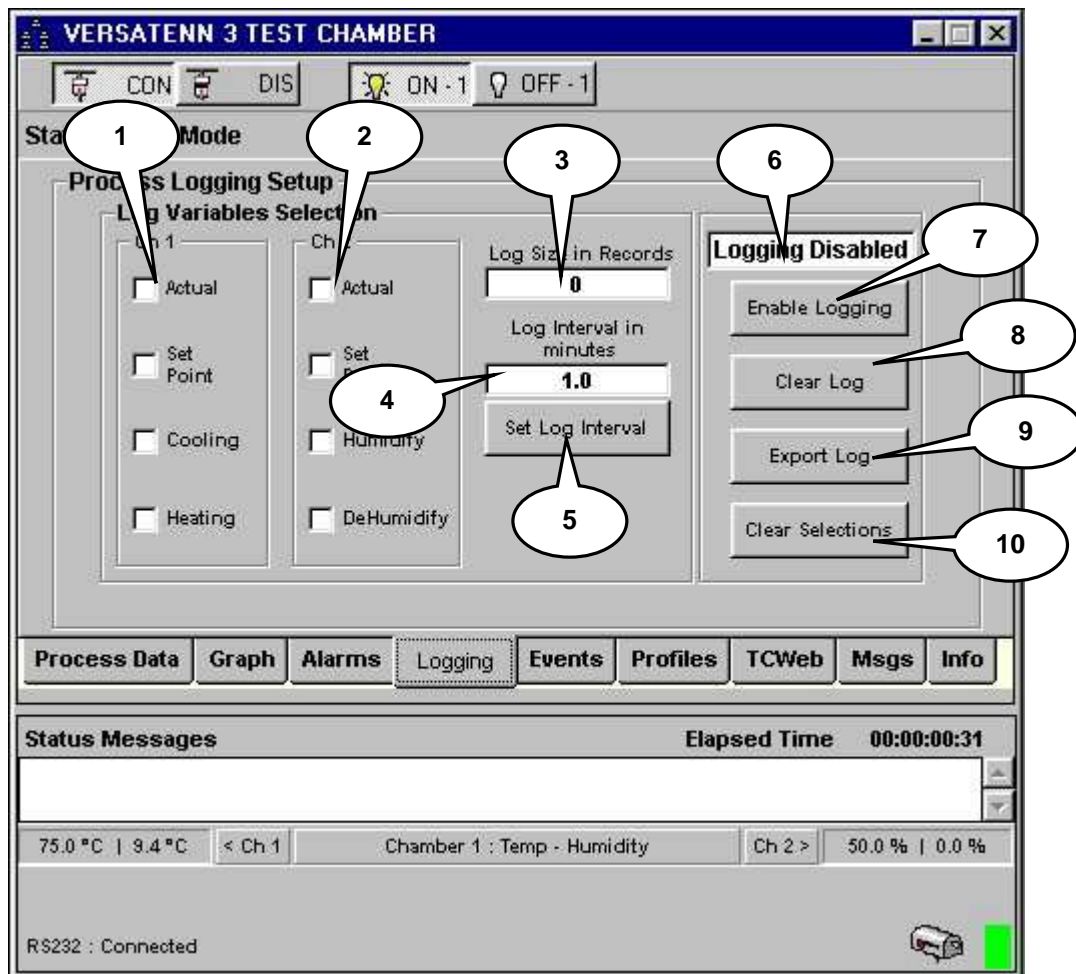 VERSATENN 3 TEST CHAMBER
CON DIS ON - 1 OFF - 1
Mode
1
2
3
6
Process Logging Setup
Log Variables Selection
7
Ch 1
Ch
Log Size in Records
0
Logging Disabled
Actual
Actual
Enable Logging
Log Interval in
minutes
1.0
8
Set
Point
Set
4
Clear Log
Set Log Interval
9
Cooling
Humidify
Export Log
5
Heating
DeHumidify
Clear Selections
10
Process Data Graph Alarms Logging Events Profiles TCWeb Msgs Info
Status Messages Elapsed Time 00:00:00:31
75.0 °C | 9.4 °C < Ch 1 Chamber 1 : Temp - Humidity Ch 2 > 50.0 % | 0.0 %
RS232 : Connected